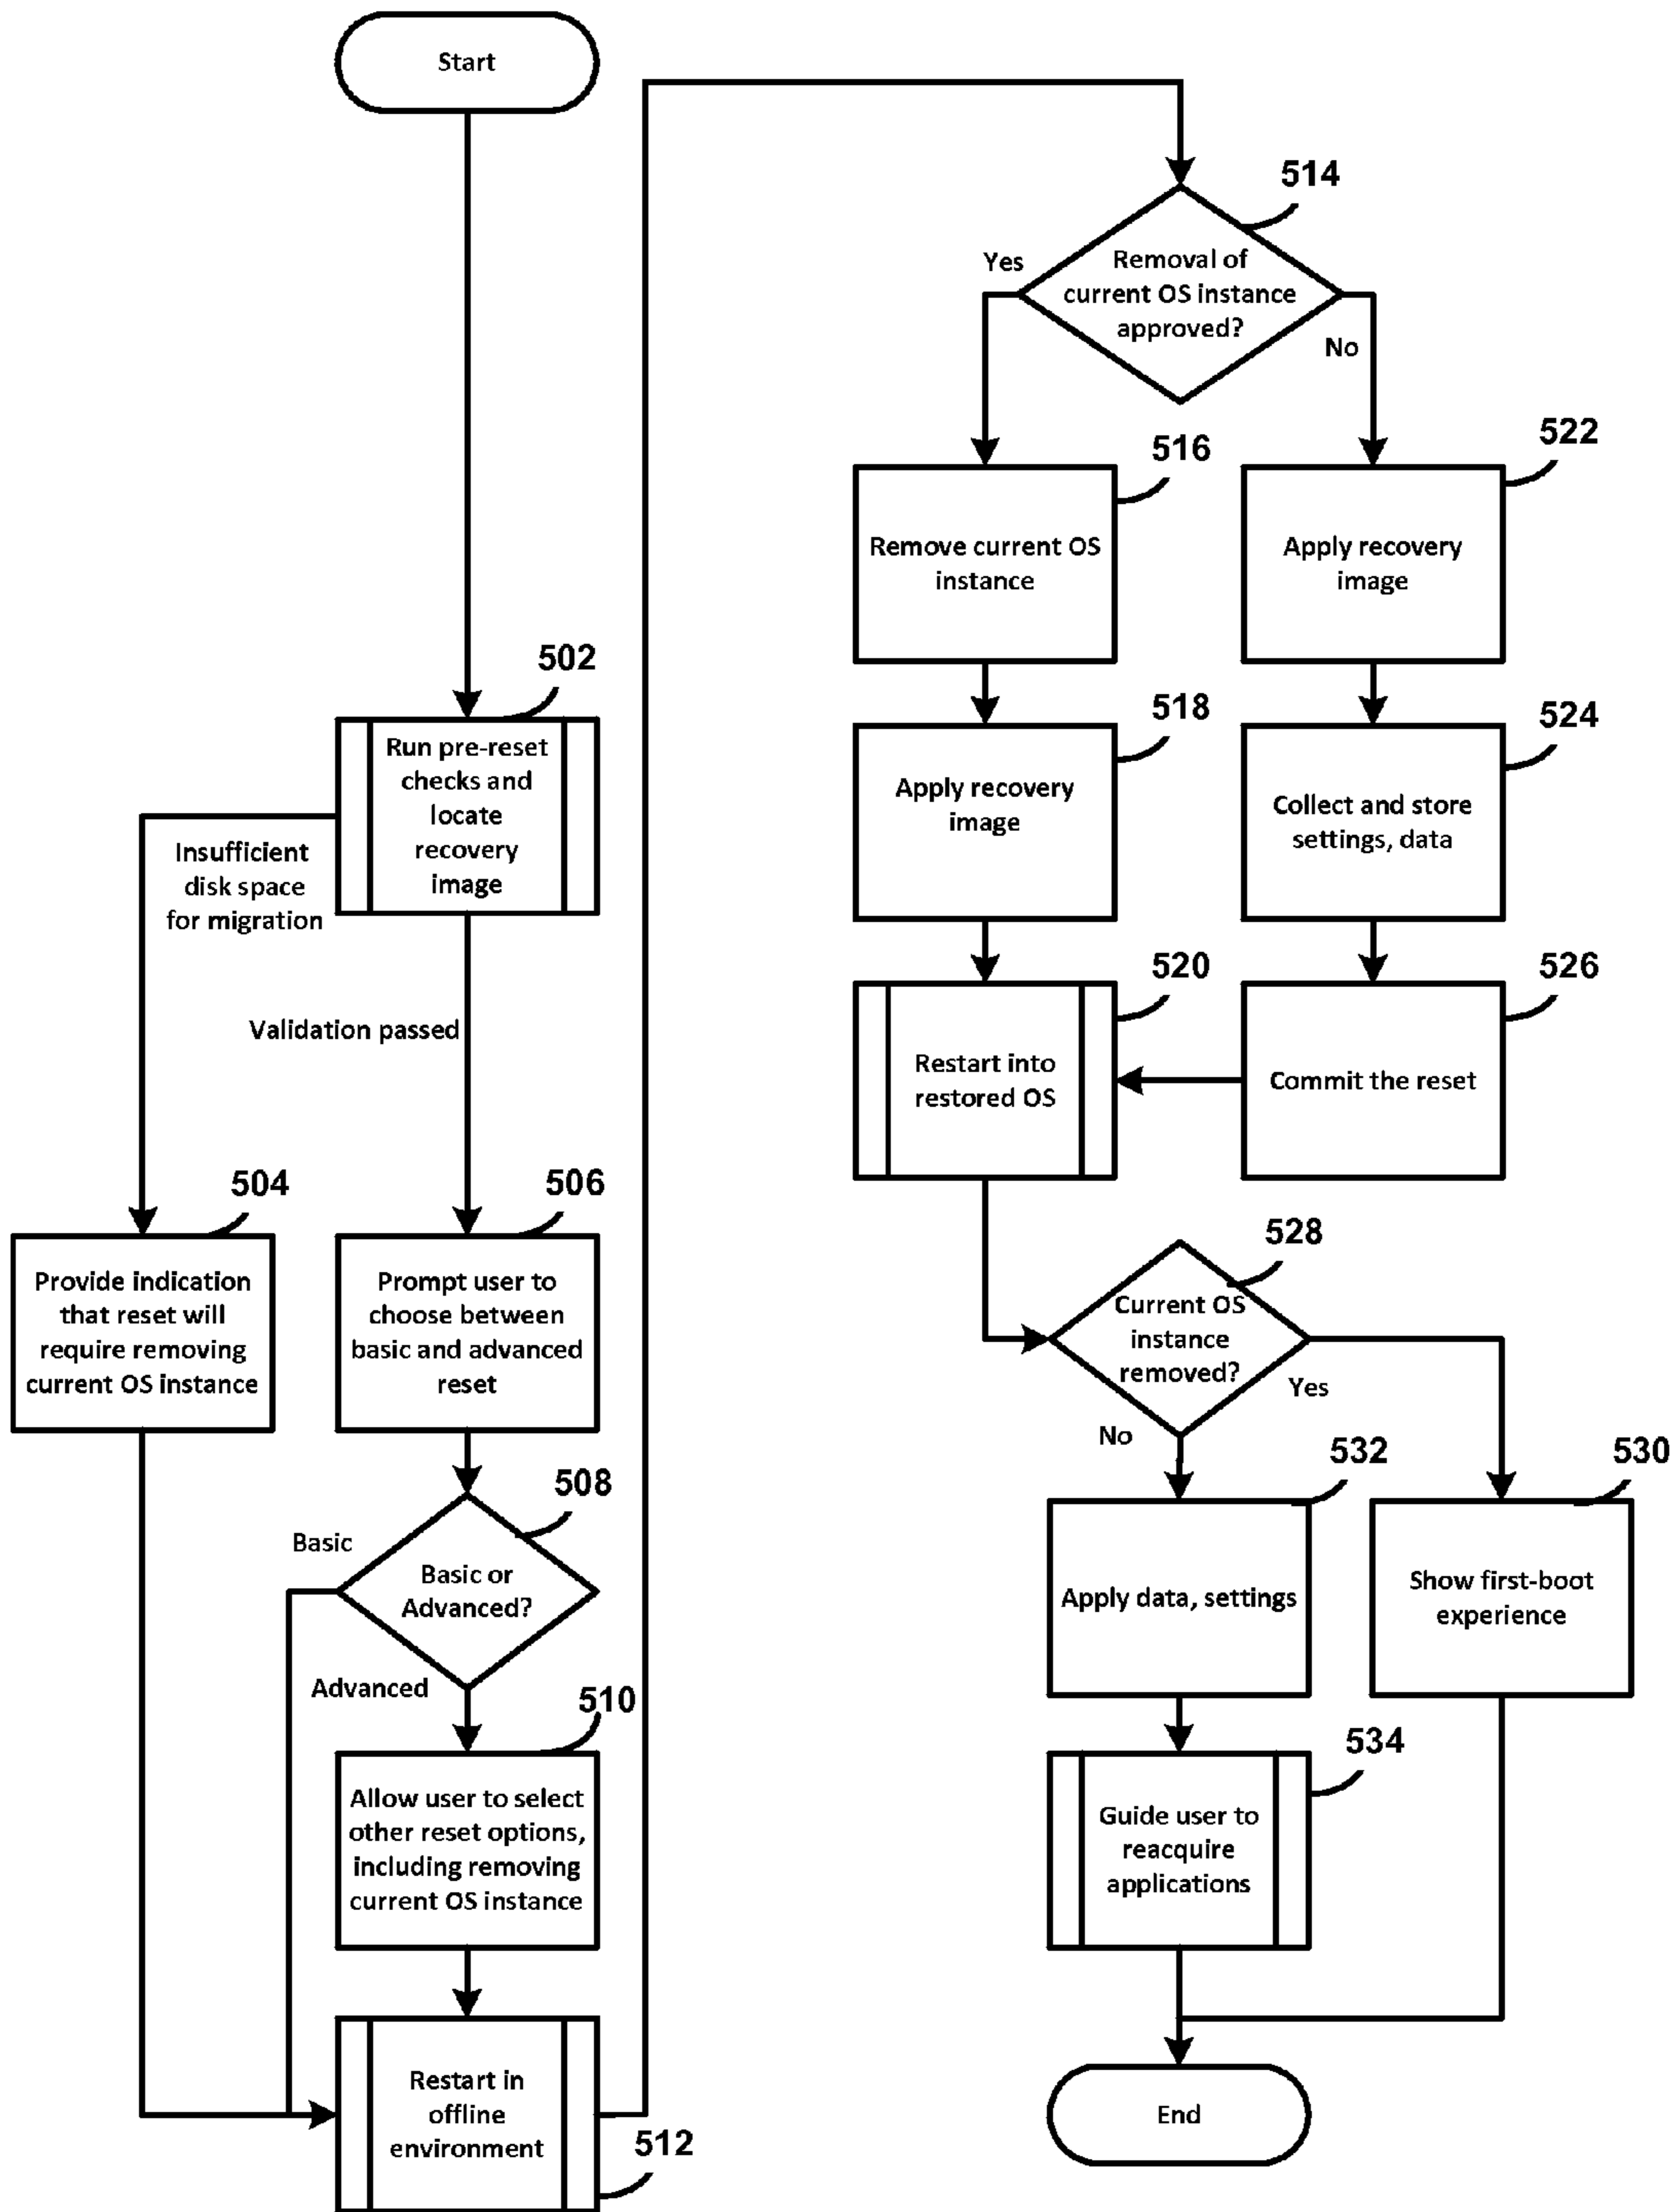 Start
502
Run pre-reset
checks and
locate
recovery
image
Insufficient
disk space
for migration
Validation passed
504
Provide indication
that reset will
require removing
current OS instance
506
Prompt user to
choose between
basic and advanced
reset
508
Basic
Basic or
Advanced?
Advanced
510
Allow user to select
other reset options,
including removing
current OS instance
Restart in
offline
environment
512
514
Removal of
current OS instance
approved?
Yes
No
516
Remove current OS
instance
522
Apply recovery
image
518
Apply recovery
image
524
Collect and store
settings, data
520
Restart into
restored OS
526
Commit the reset
528
Current OS
instance
removed?
Yes
No
532
Apply data, settings
530
Show first-boot
experience
534
Guide user to
reacquire
applications
End